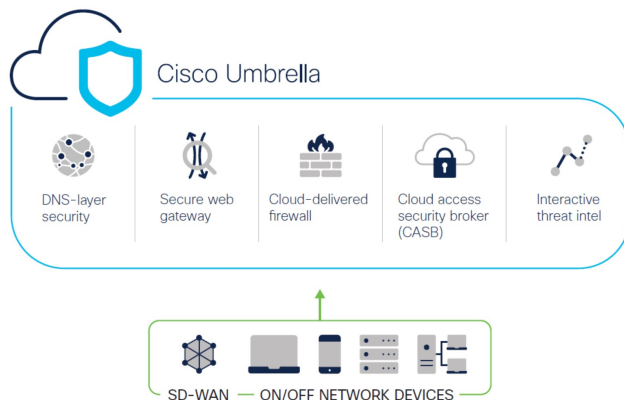 Cisco Umbrella
DNS-layer
security
Secure web
gateway
Cloud-delivered
firewall
Cloud access
security broker
(CASB)
Interactive
threat intel
SD-WAN
ON/OFF NETWORK DEVICES